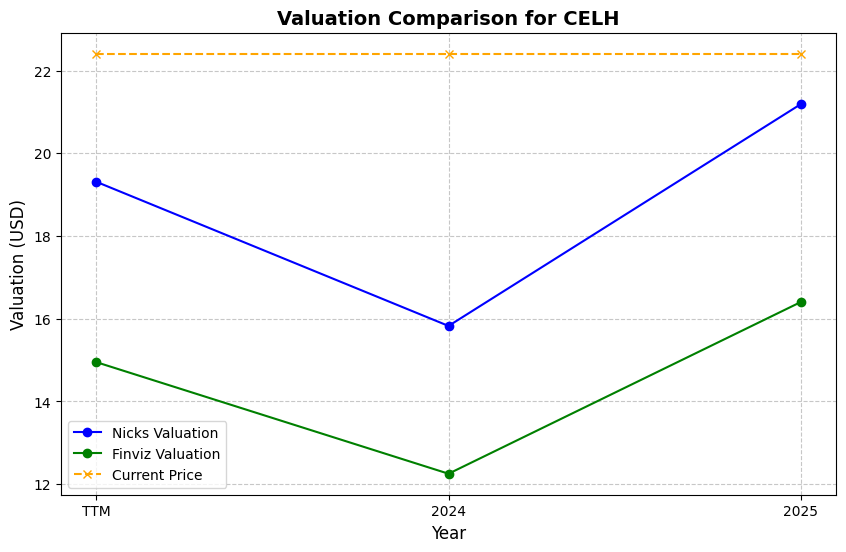 Valuation Comparison for CELH
Valuation (USD)
22
20
18
16
14
12
Nicks Valuation
Finviz Valuation
Current Price
TTM
2024
2025
Year